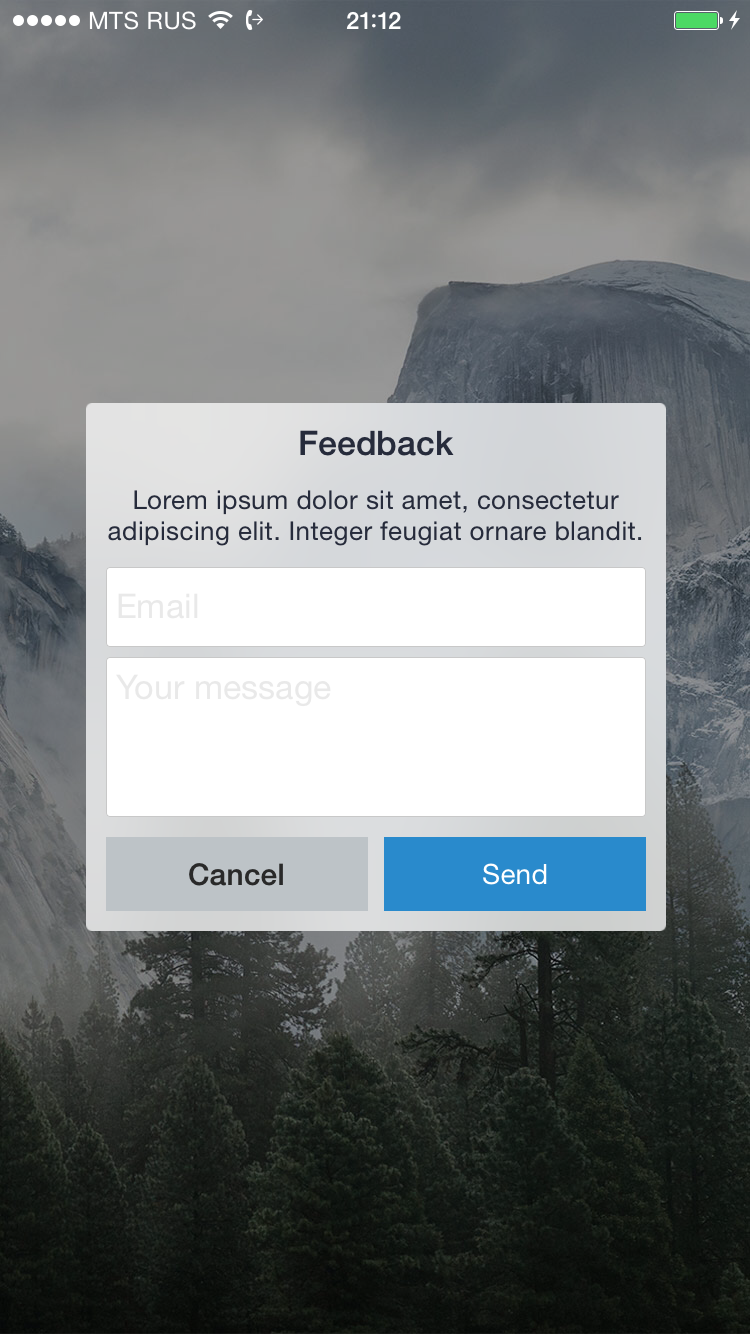 MTS RUS 21:12
Feedback
Lorem ipsum dolor sit amet, consectetur
adipiscing elit. Integer feugiat ornare blandit.
Email
Your message
Cancel Send